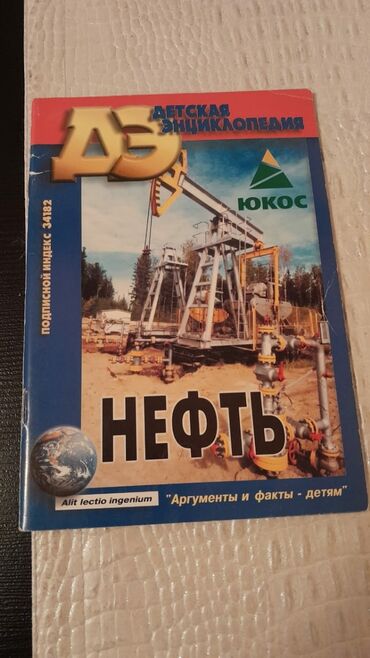 ДЭ
ДЕТСКАЯ
ЭНЦИКЛОПЕДИЯ
ЮКОС
ПОДПИСНОЙ ИНДЕКС 34182
НЕФТЬ
Alit lectio ingenium
"Аргументы и факты - детям"